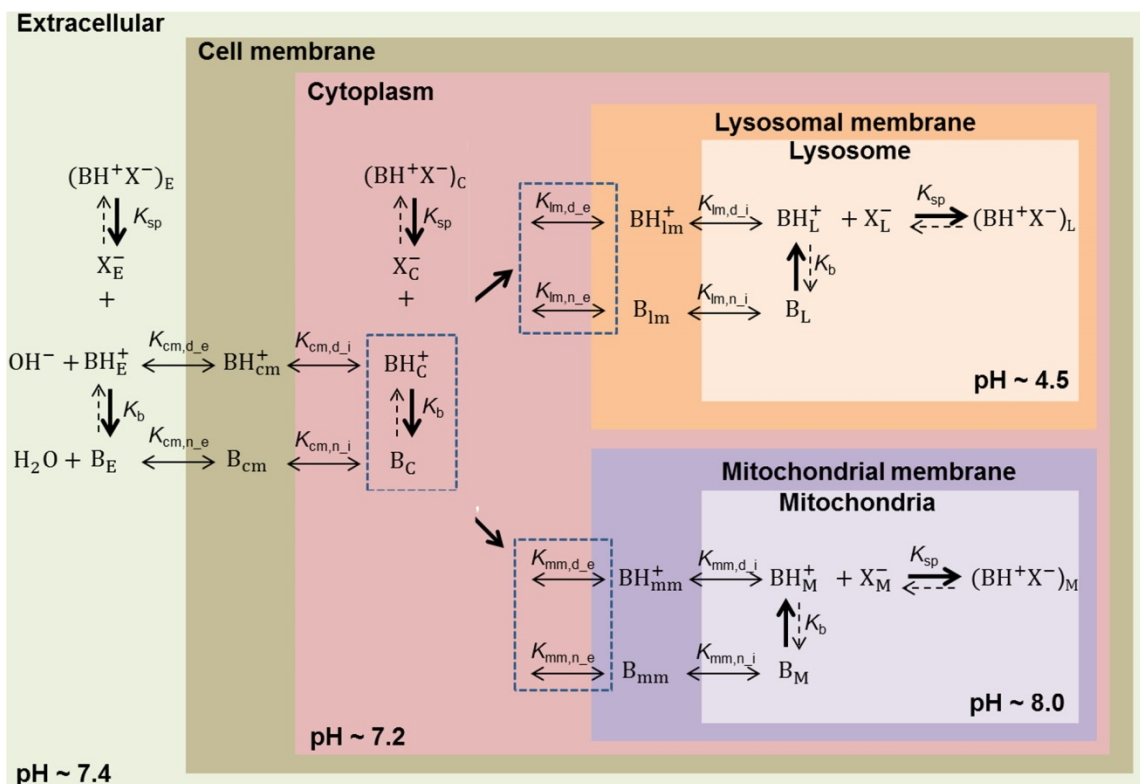 Extracellular
Cell membrane
Cytoplasm
Lysosomal membrane
Lysosome
(BH⁺X⁻)E
Ksp
X⁻E
+
OH⁻ + BH⁺E
Kcm,d_e
BH⁺cm
Kcm,d_i
Kb
H₂O + BE
Kcm,n_e
Bcm
Kcm,n_i
(BH⁺X⁻)C
Ksp
X⁻C
+
BH⁺C
Kb
BC
Klm,d_e
BH⁺lm
Klm,d_i
BH⁺L + X⁻L
Ksp
(BH⁺X⁻)L
Kb
Klm,n_e
Blm
Klm,n_i
BL
pH ~ 4.5
Mitochondrial membrane
Mitochondria
Kmm,d_e
BH⁺mm
Kmm,d_i
BH⁺M + X⁻M
Ksp
(BH⁺X⁻)M
Kb
Kmm,n_e
Bmm
Kmm,n_i
BM
pH ~ 8.0
pH ~ 7.2
pH ~ 7.4